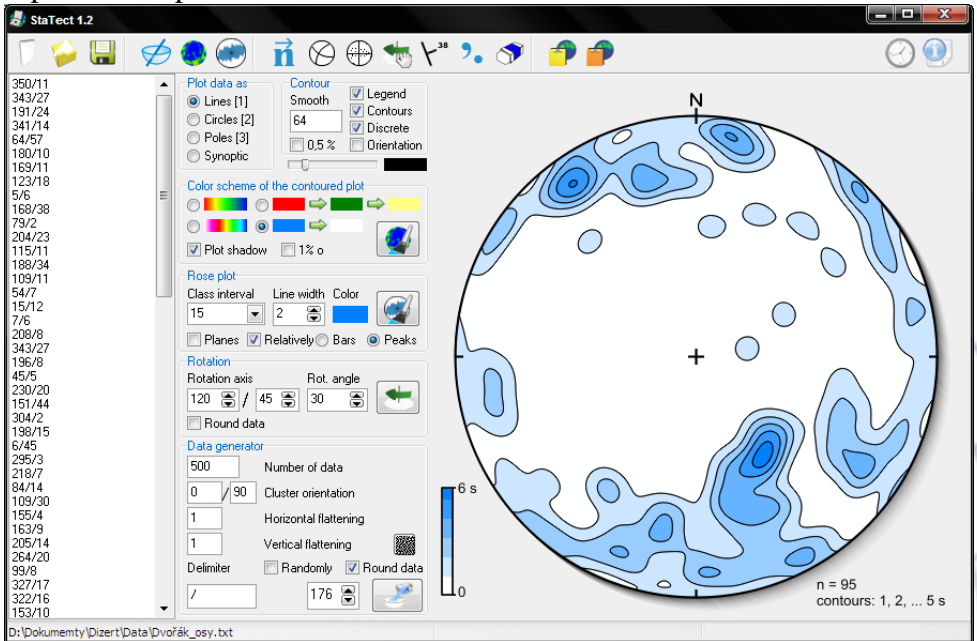 StaTect 1.2
n
38
350/11
343/27
191/24
341/14
64/57
180/10
169/11
123/18
5/6
168/38
79/2
204/23
115/11
188/34
109/11
54/7
15/12
7/6
208/8
343/27
196/8
45/5
230/20
151/44
304/2
198/15
6/45
295/3
218/7
84/14
109/30
155/4
163/9
205/14
264/20
99/8
327/17
322/16
153/10
Plot data as
Lines [1]
Circles [2]
Poles [3]
Synoptic
Contour
Smooth
64
0,5 %
Legend
Contours
Discrete
Orientation
Color scheme of the contoured plot
Plot shadow
1% o
Rose plot
Class interval Line width Color
15 2
Planes Relatively Bars Peaks
Rotation
Rotation axis Rot. angle
120 / 45 30
Round data
Data generator
500 Number of data
0 / 90 Cluster orientation
1 Horizontal flattening
1 Vertical flattening
Delimiter Randomly Round data
/ 176
N
6 s
0
n = 95
contours: 1, 2, ... 5 s
D:\Dokumemty\Dizert\Data\Dvořák_osy.txt